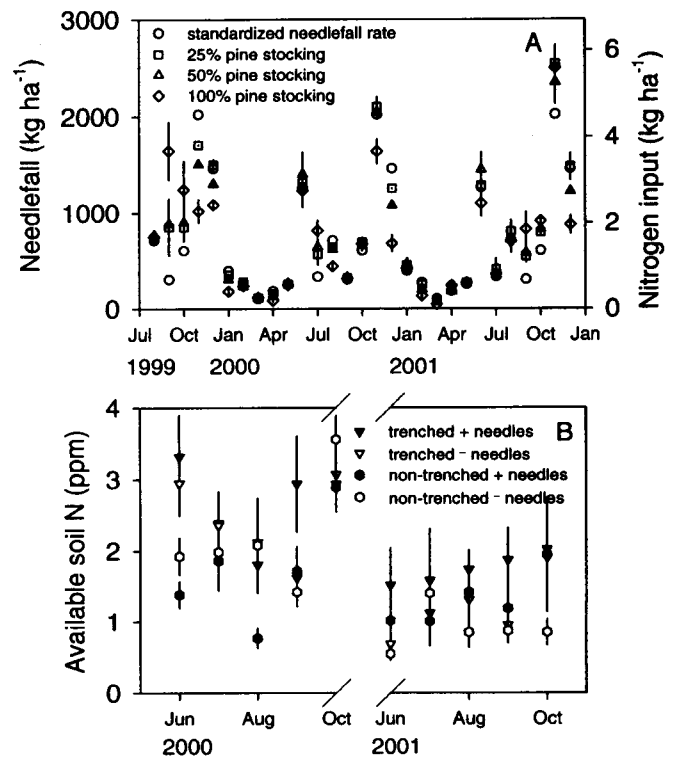 A
standardized needlefall rate
25% pine stocking
50% pine stocking
100% pine stocking
Needlefall (kg ha⁻¹)
3000
2000
1000
0
Nitrogen input (kg ha⁻¹)
6
4
2
0
Jul Oct Jan Apr Jul Oct Jan Apr Jul Oct Jan
1999 2000 2001
B
trenched + needles
trenched − needles
non-trenched + needles
non-trenched − needles
Available soil N (ppm)
4
3
2
1
0
Jun Aug Oct Jun Aug Oct
2000 2001